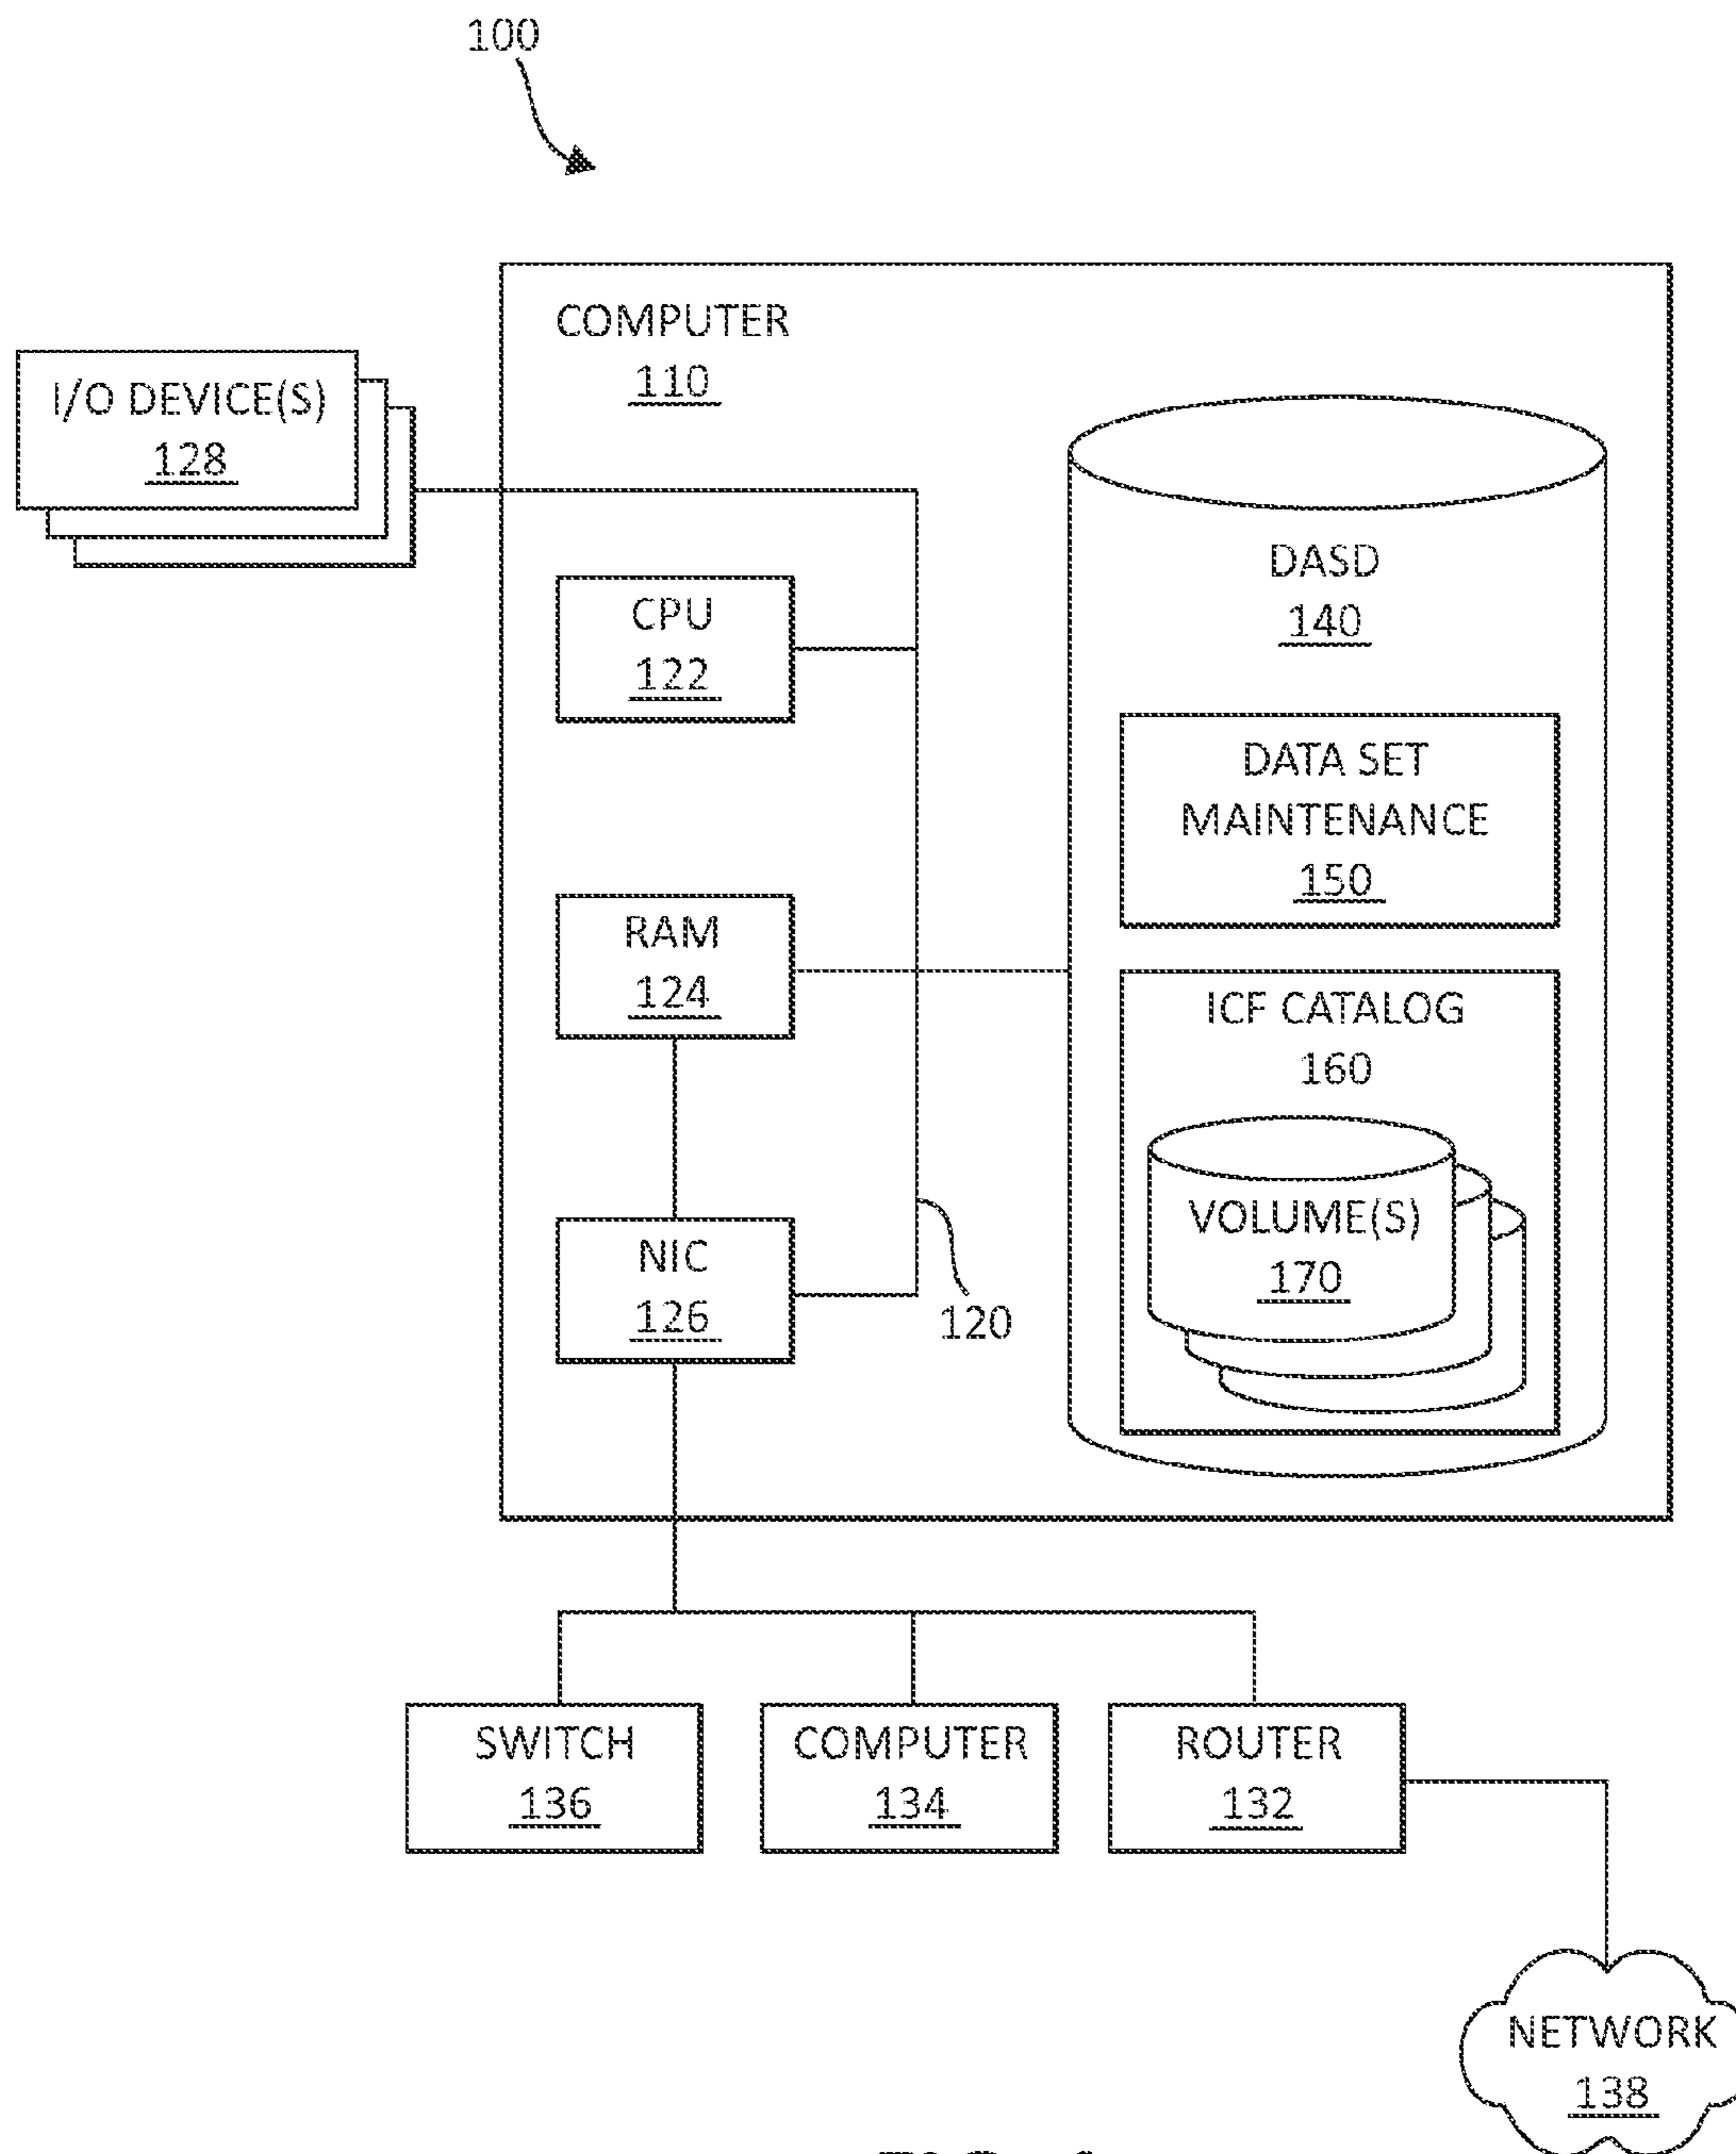 100
COMPUTER
110
I/O DEVICE(S)
128
CPU
122
RAM
124
NIC
126
120
DASD
140
DATA SET
MAINTENANCE
150
ICF CATALOG
160
VOLUME(S)
170
SWITCH
136
COMPUTER
134
ROUTER
132
NETWORK
138